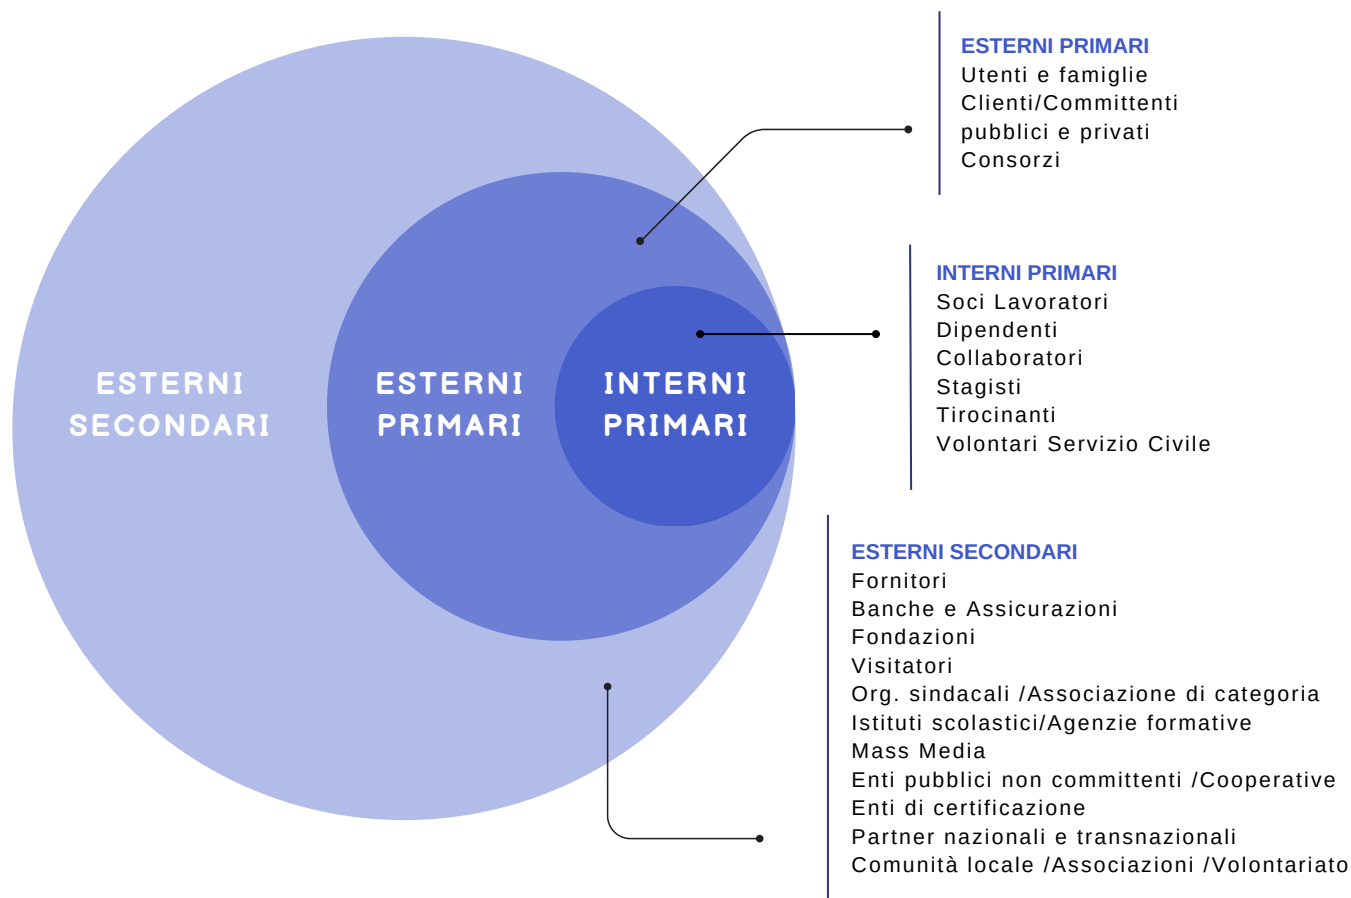 ESTERNI
SECONDARI
ESTERNI
PRIMARI
INTERNI
PRIMARI
ESTERNI PRIMARI
Utenti e famiglie
Clienti/Committenti
pubblici e privati
Consorzi
INTERNI PRIMARI
Soci Lavoratori
Dipendenti
Collaboratori
Stagisti
Tirocinanti
Volontari Servizio Civile
ESTERNI SECONDARI
Fornitori
Banche e Assicurazioni
Fondazioni
Visitatori
Org. sindacali /Associazione di categoria
Istituti scolastici/Agenzie formative
Mass Media
Enti pubblici non committenti /Cooperative
Enti di certificazione
Partner nazionali e transnazionali
Comunità locale /Associazioni /Volontariato